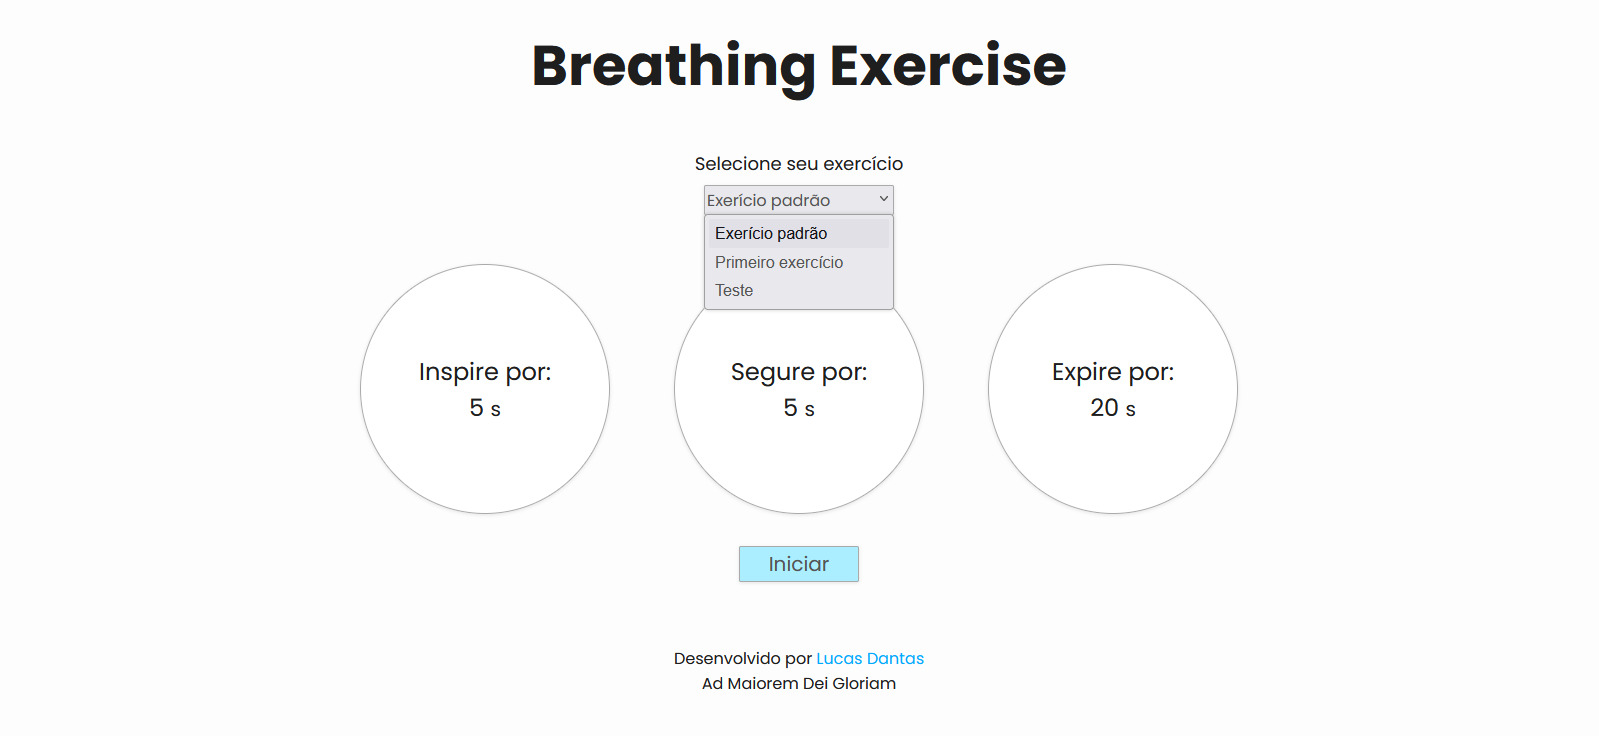 Breathing Exercise
Selecione seu exercício
Exerício padrão
Exerício padrão
Primeiro exercício
Teste
Inspire por:
5 s
Segure por:
5 s
Expire por:
20 s
Iniciar
Desenvolvido por Lucas Dantas
Ad Maiorem Dei Gloriam